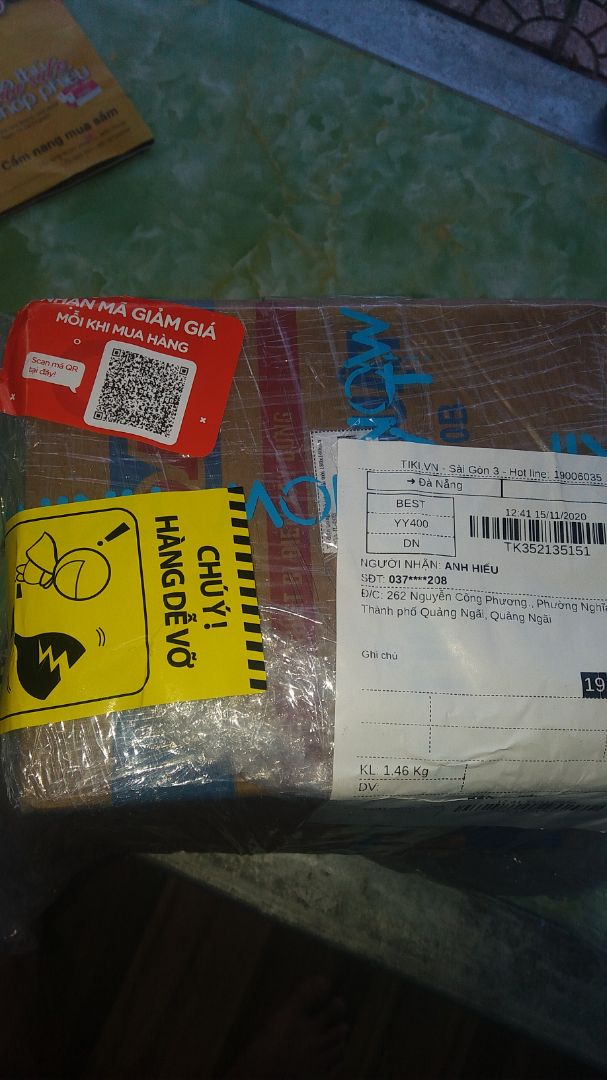 Cẩm nang mua sắm
NHẬN MÃ GIẢM GIÁ
MỖI KHI MUA HÀNG
Scan mã QR
tại đây!
CHÚ Ý!
HÀNG DỄ VỠ
TIKI.VN - Sài Gòn 3 - Hot line: 19006035
➔ Đà Nẵng
BEST
YY400
DN
12:41 15/11/2020
TK352135151
NGƯỜI NHẬN: ANH HIẾU
SĐT: 037****208
Đ/C: 262 Nguyễn Công Phương., Phường Nghĩa
Thành phố Quảng Ngãi, Quảng Ngãi
Ghi chú
19
KL. 1.46 Kg
DV: